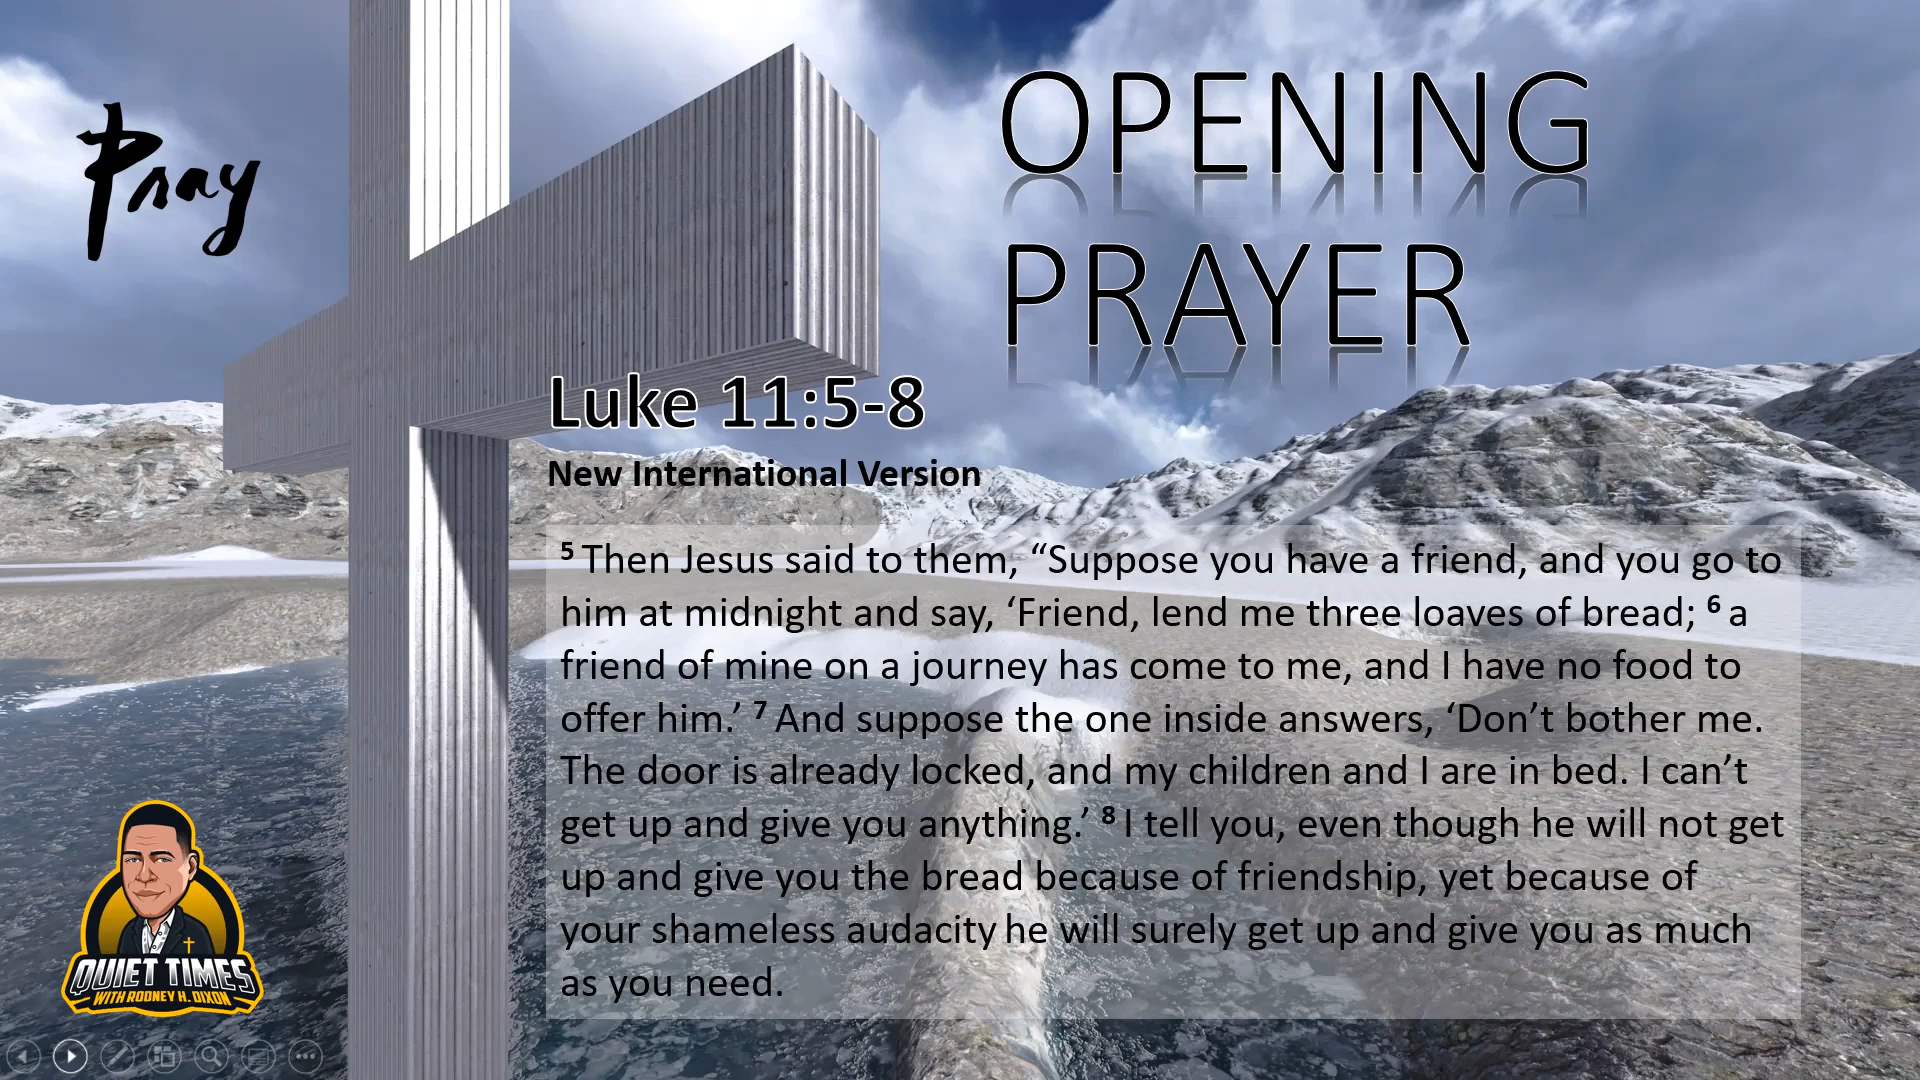 Pray
OPENING
PRAYER
Luke 11:5-8
New International Version
5 Then Jesus said to them, “Suppose you have a friend, and you go to
him at midnight and say, ‘Friend, lend me three loaves of bread; 6 a
friend of mine on a journey has come to me, and I have no food to
offer him.’ 7 And suppose the one inside answers, ‘Don’t bother me.
The door is already locked, and my children and I are in bed. I can’t
get up and give you anything.’ 8 I tell you, even though he will not get
up and give you the bread because of friendship, yet because of
your shameless audacity he will surely get up and give you as much
as you need.
QUIET TIMES
WITH RODNEY H. DIXON